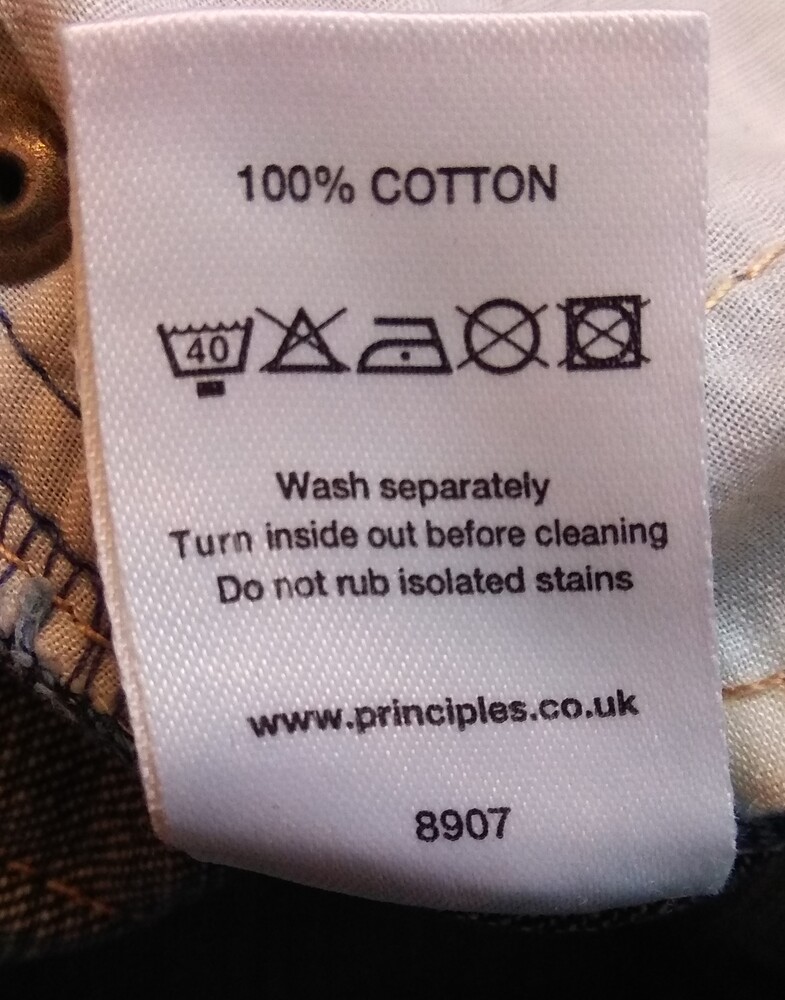 100% COTTON
40
Wash separately
Turn inside out before cleaning
Do not rub isolated stains
www.principles.co.uk
8907